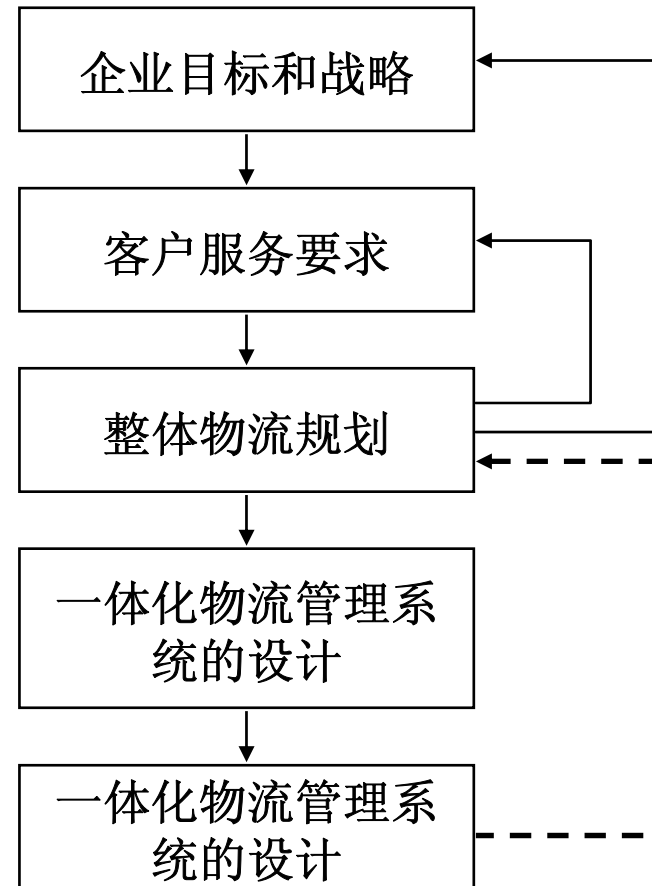 企业目标和战略
客户服务要求
整体物流规划
一体化物流管理系
统的设计
一体化物流管理系
统的设计